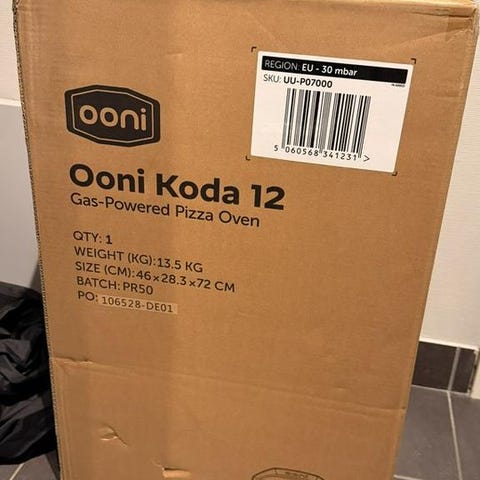 REGION: EU - 30 mbar
SKU: UU-P07000
5 060568 341231 >
ooni
Ooni Koda 12
Gas-Powered Pizza Oven
QTY: 1
WEIGHT (KG): 13.5 KG
SIZE (CM): 46 x 28.3 x 72 CM
BATCH: PR50
PO: 106528-DE01
ooni